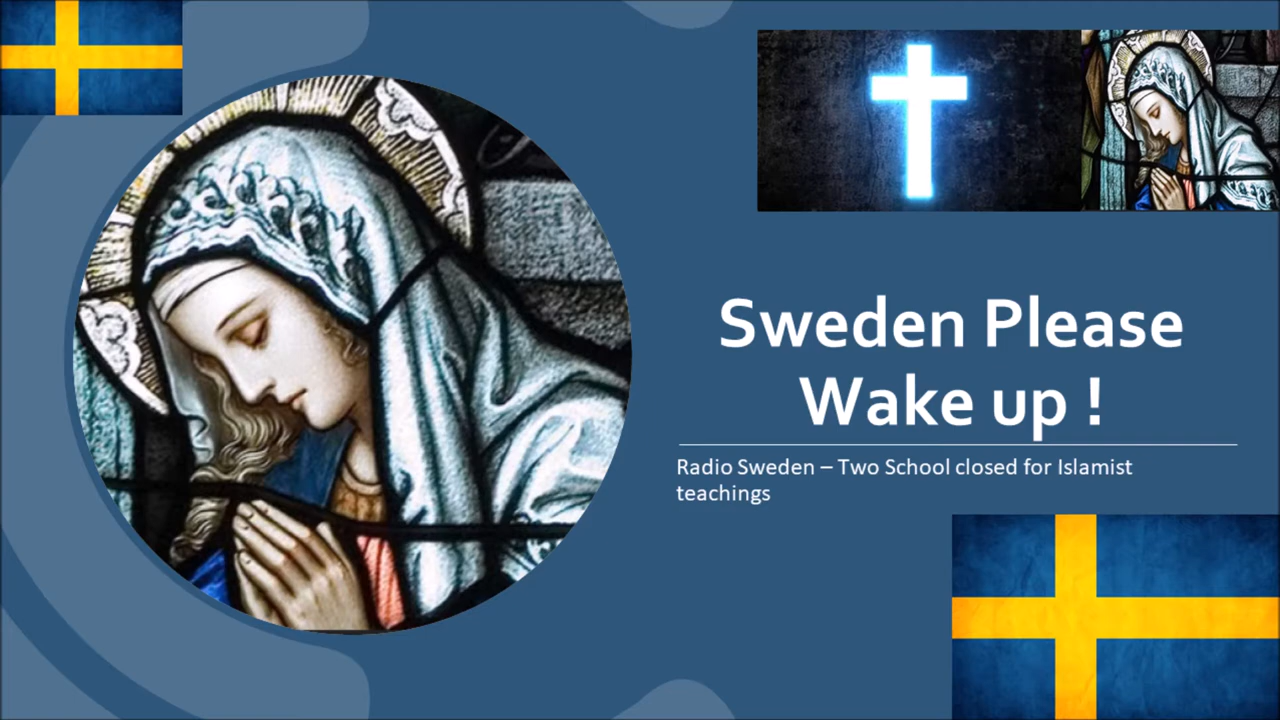 Sweden Please
Wake up !
Radio Sweden – Two School closed for Islamist
teachings